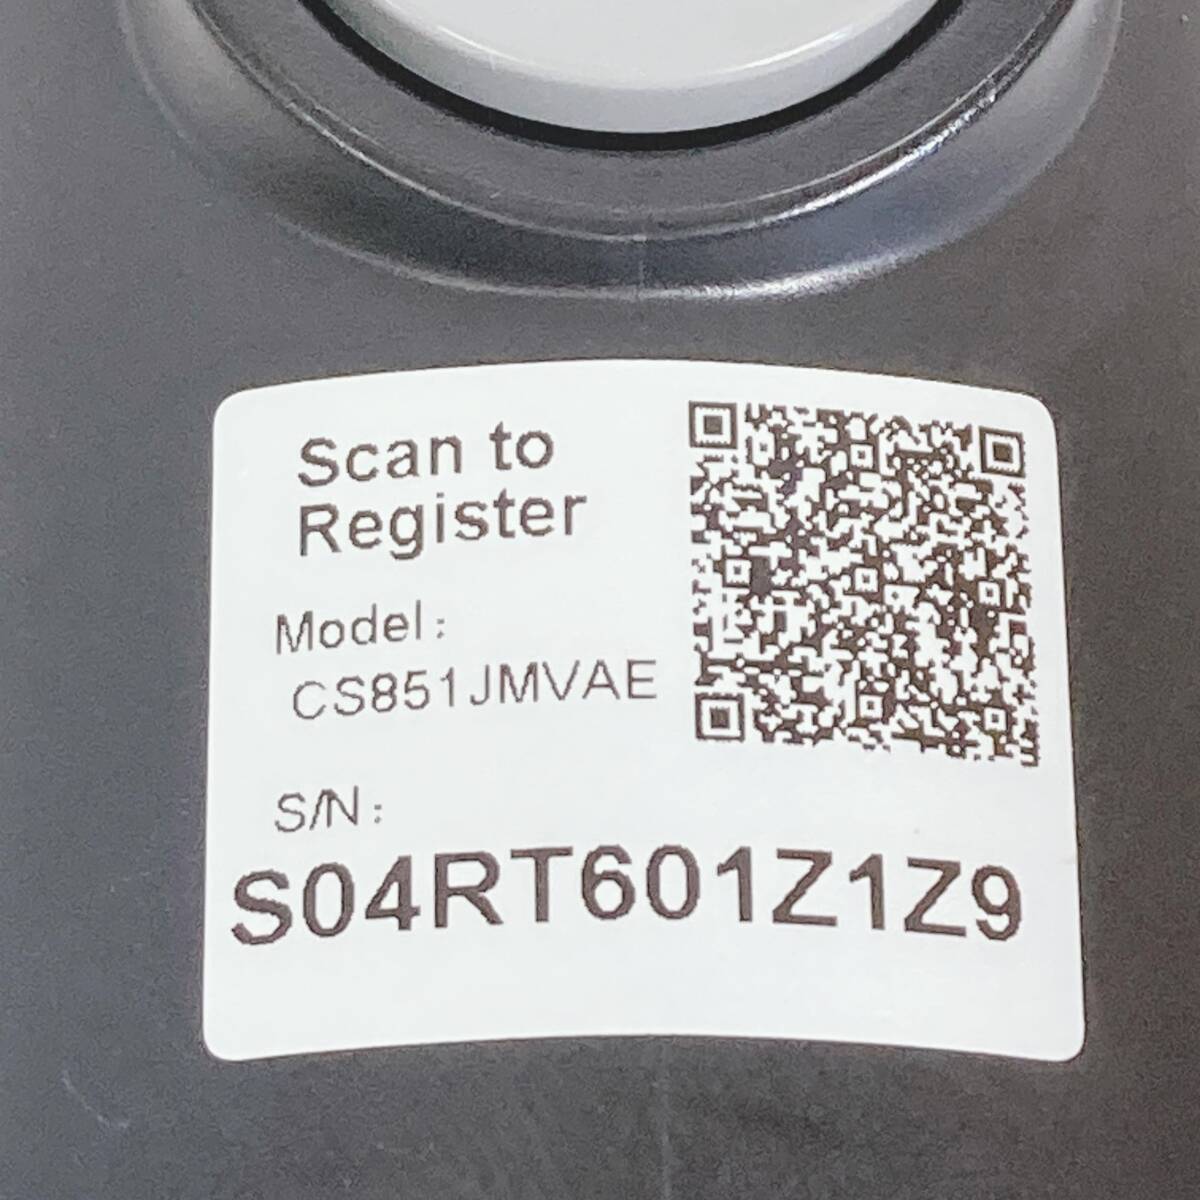 Scan to
Register
Model:
CS851JMVAE
S/N:
S04RT601Z1Z9